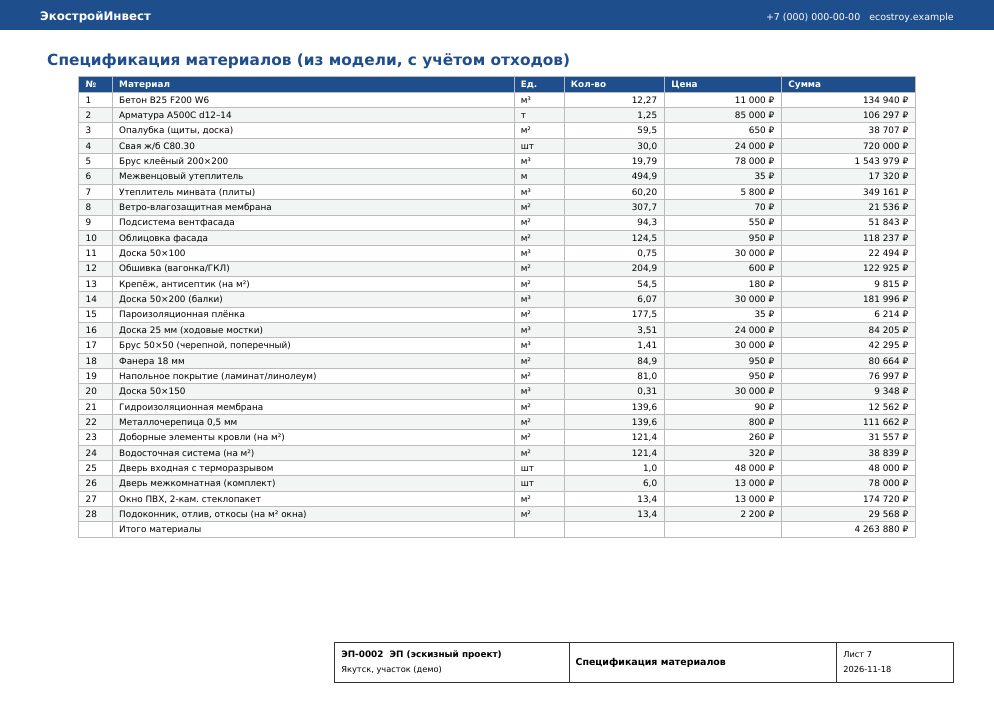 ЭкостройИнвест
+7 (000) 000-00-00 ecostroy.example
Спецификация материалов (из модели, с учётом отходов)
№ Материал Ед. Кол-во Цена Сумма
1 Бетон B25 F200 W6 м³ 12,27 11 000 ₽ 134 940 ₽
2 Арматура А500С d12–14 т 1,25 85 000 ₽ 106 297 ₽
3 Опалубка (щиты, доска) м² 59,5 650 ₽ 38 707 ₽
4 Свая ж/б С80.30 шт 30,0 24 000 ₽ 720 000 ₽
5 Брус клеёный 200×200 м³ 19,79 78 000 ₽ 1 543 979 ₽
6 Межвенцовый утеплитель м 494,9 35 ₽ 17 320 ₽
7 Утеплитель минвата (плиты) м³ 60,20 5 800 ₽ 349 161 ₽
8 Ветро-влагозащитная мембрана м² 307,7 70 ₽ 21 536 ₽
9 Подсистема вентфасада м² 94,3 550 ₽ 51 843 ₽
10 Облицовка фасада м² 124,5 950 ₽ 118 237 ₽
11 Доска 50×100 м³ 0,75 30 000 ₽ 22 494 ₽
12 Обшивка (вагонка/ГКЛ) м² 204,9 600 ₽ 122 925 ₽
13 Крепёж, антисептик (на м²) м² 54,5 180 ₽ 9 815 ₽
14 Доска 50×200 (балки) м³ 6,07 30 000 ₽ 181 996 ₽
15 Пароизоляционная плёнка м² 177,5 35 ₽ 6 214 ₽
16 Доска 25 мм (ходовые мостки) м³ 3,51 24 000 ₽ 84 205 ₽
17 Брус 50×50 (черепной, поперечный) м³ 1,41 30 000 ₽ 42 295 ₽
18 Фанера 18 мм м² 84,9 950 ₽ 80 664 ₽
19 Напольное покрытие (ламинат/линолеум) м² 81,0 950 ₽ 76 997 ₽
20 Доска 50×150 м³ 0,31 30 000 ₽ 9 348 ₽
21 Гидроизоляционная мембрана м² 139,6 90 ₽ 12 562 ₽
22 Металлочерепица 0,5 мм м² 139,6 800 ₽ 111 662 ₽
23 Доборные элементы кровли (на м²) м² 121,4 260 ₽ 31 557 ₽
24 Водосточная система (на м²) м² 121,4 320 ₽ 38 839 ₽
25 Дверь входная с терморазрывом шт 1,0 48 000 ₽ 48 000 ₽
26 Дверь межкомнатная (комплект) шт 6,0 13 000 ₽ 78 000 ₽
27 Окно ПВХ, 2-кам. стеклопакет м² 13,4 13 000 ₽ 174 720 ₽
28 Подоконник, отлив, откосы (на м² окна) м² 13,4 2 200 ₽ 29 568 ₽
Итого материалы 4 263 880 ₽
ЭП-0002 ЭП (эскизный проект)
Якутск, участок (демо)
Спецификация материалов
Лист 7
2026-11-18